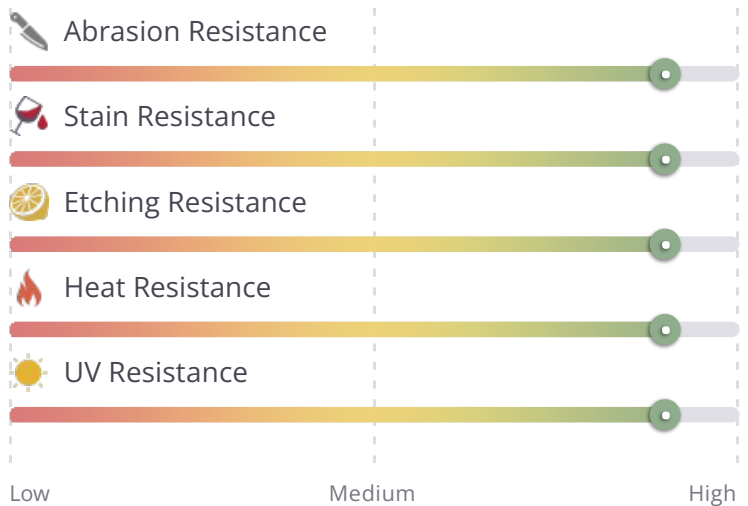 Abrasion Resistance
Stain Resistance
Etching Resistance
Heat Resistance
UV Resistance
Low Medium High